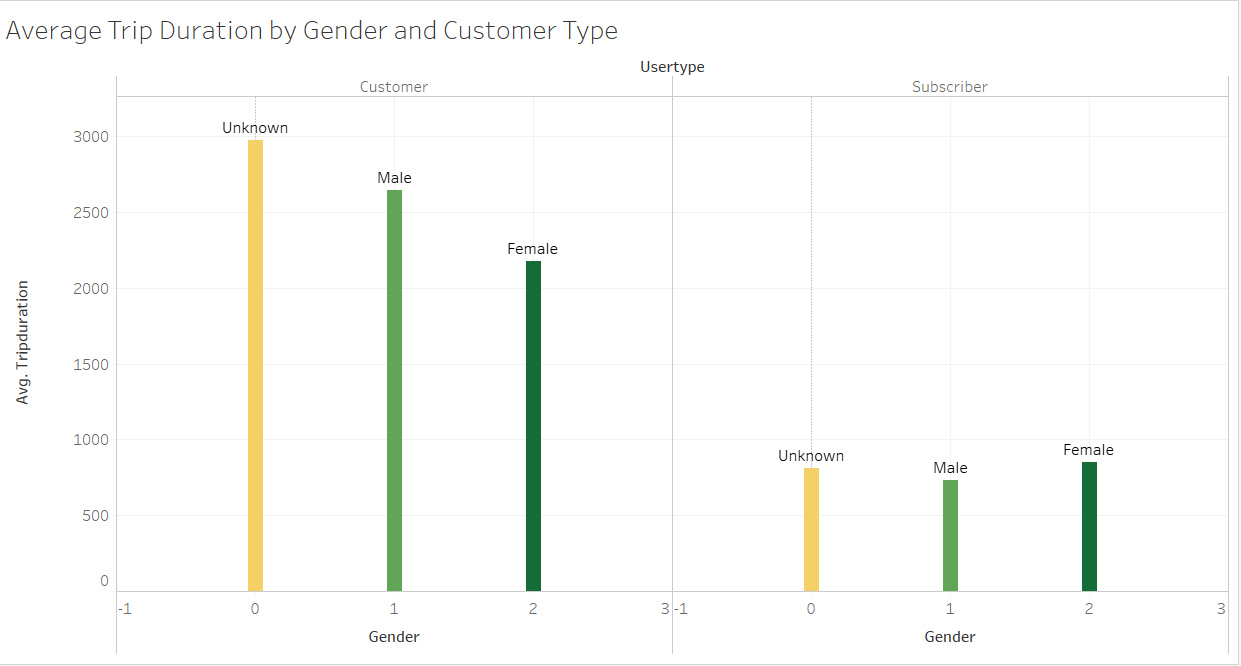 Average Trip Duration by Gender and Customer Type
Usertype
Customer
Subscriber
Avg. Tripduration
3000
2500
2000
1500
1000
500
0
Unknown
Male
Female
Unknown
Male
Female
-1 0 1 2 3
-1 0 1 2 3
Gender
Gender